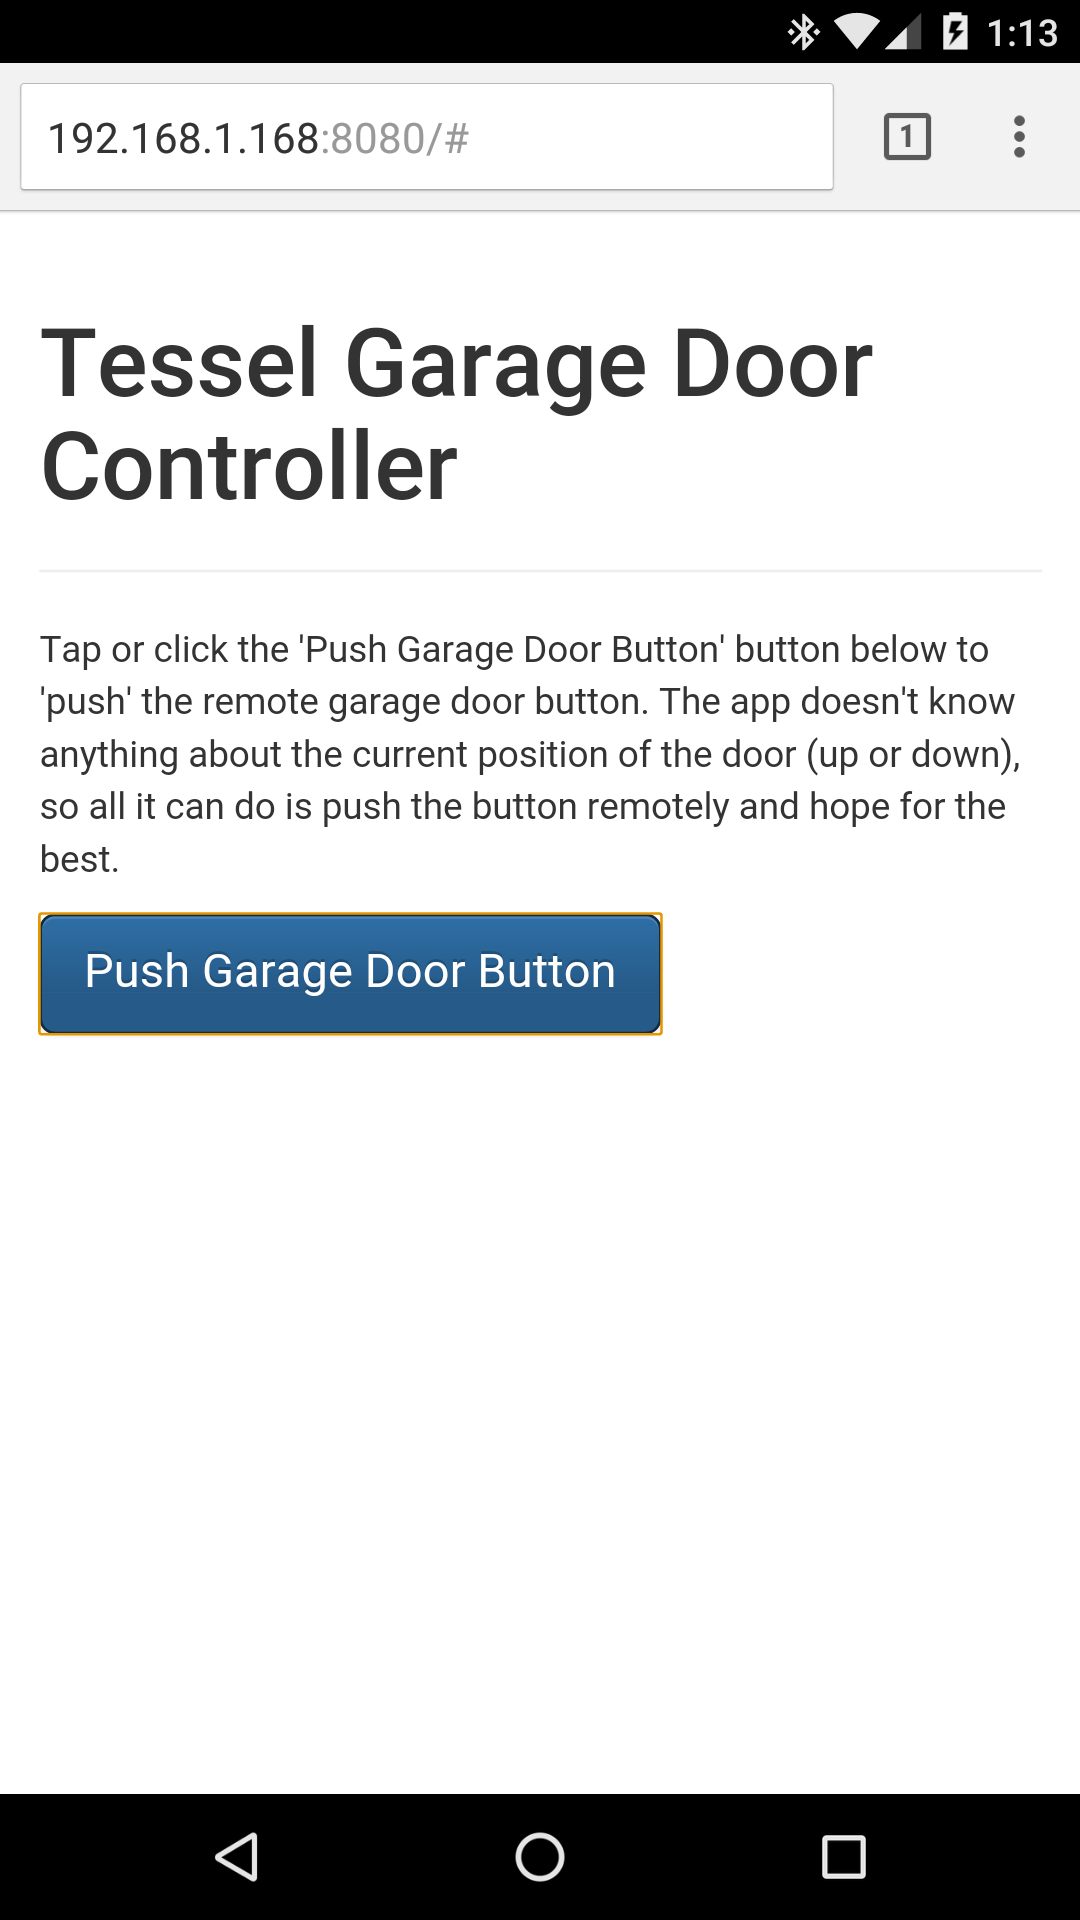 1:13
192.168.1.168:8080/#
1
Tessel Garage Door
Controller
Tap or click the 'Push Garage Door Button' button below to
'push' the remote garage door button. The app doesn't know
anything about the current position of the door (up or down),
so all it can do is push the button remotely and hope for the
best.
Push Garage Door Button